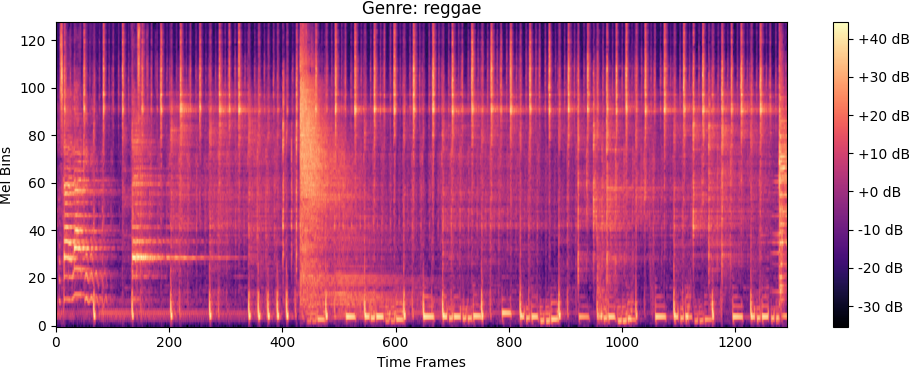 Genre: reggae
Mel Bins
120
100
80
60
40
20
0
0 200 400 600 800 1000 1200
Time Frames
+40 dB
+30 dB
+20 dB
+10 dB
+0 dB
-10 dB
-20 dB
-30 dB